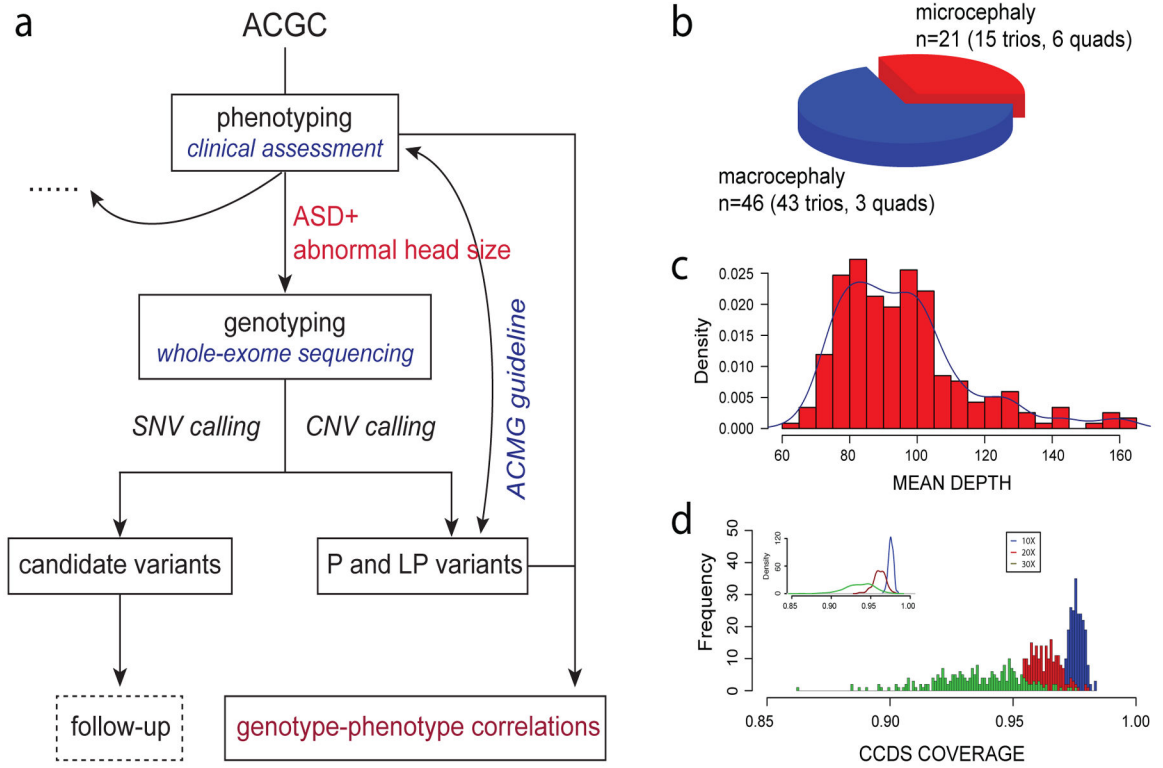 a
ACGC
phenotyping
clinical assessment
......
ASD+
abnormal head size
genotyping
whole-exome sequencing
SNV calling
CNV calling
ACMG guideline
candidate variants
P and LP variants
follow-up
genotype-phenotype correlations
b
microcephaly
n=21 (15 trios, 6 quads)
macrocephaly
n=46 (43 trios, 3 quads)
c
Density
0.025
0.020
0.015
0.010
0.005
0.000
60 80 100 120 140 160
MEAN DEPTH
d
Frequency
50
40
30
20
10
0
Density
120
60
0
0.85 0.90 0.95 1.00
10X
20X
30X
0.85 0.90 0.95 1.00
CCDS COVERAGE